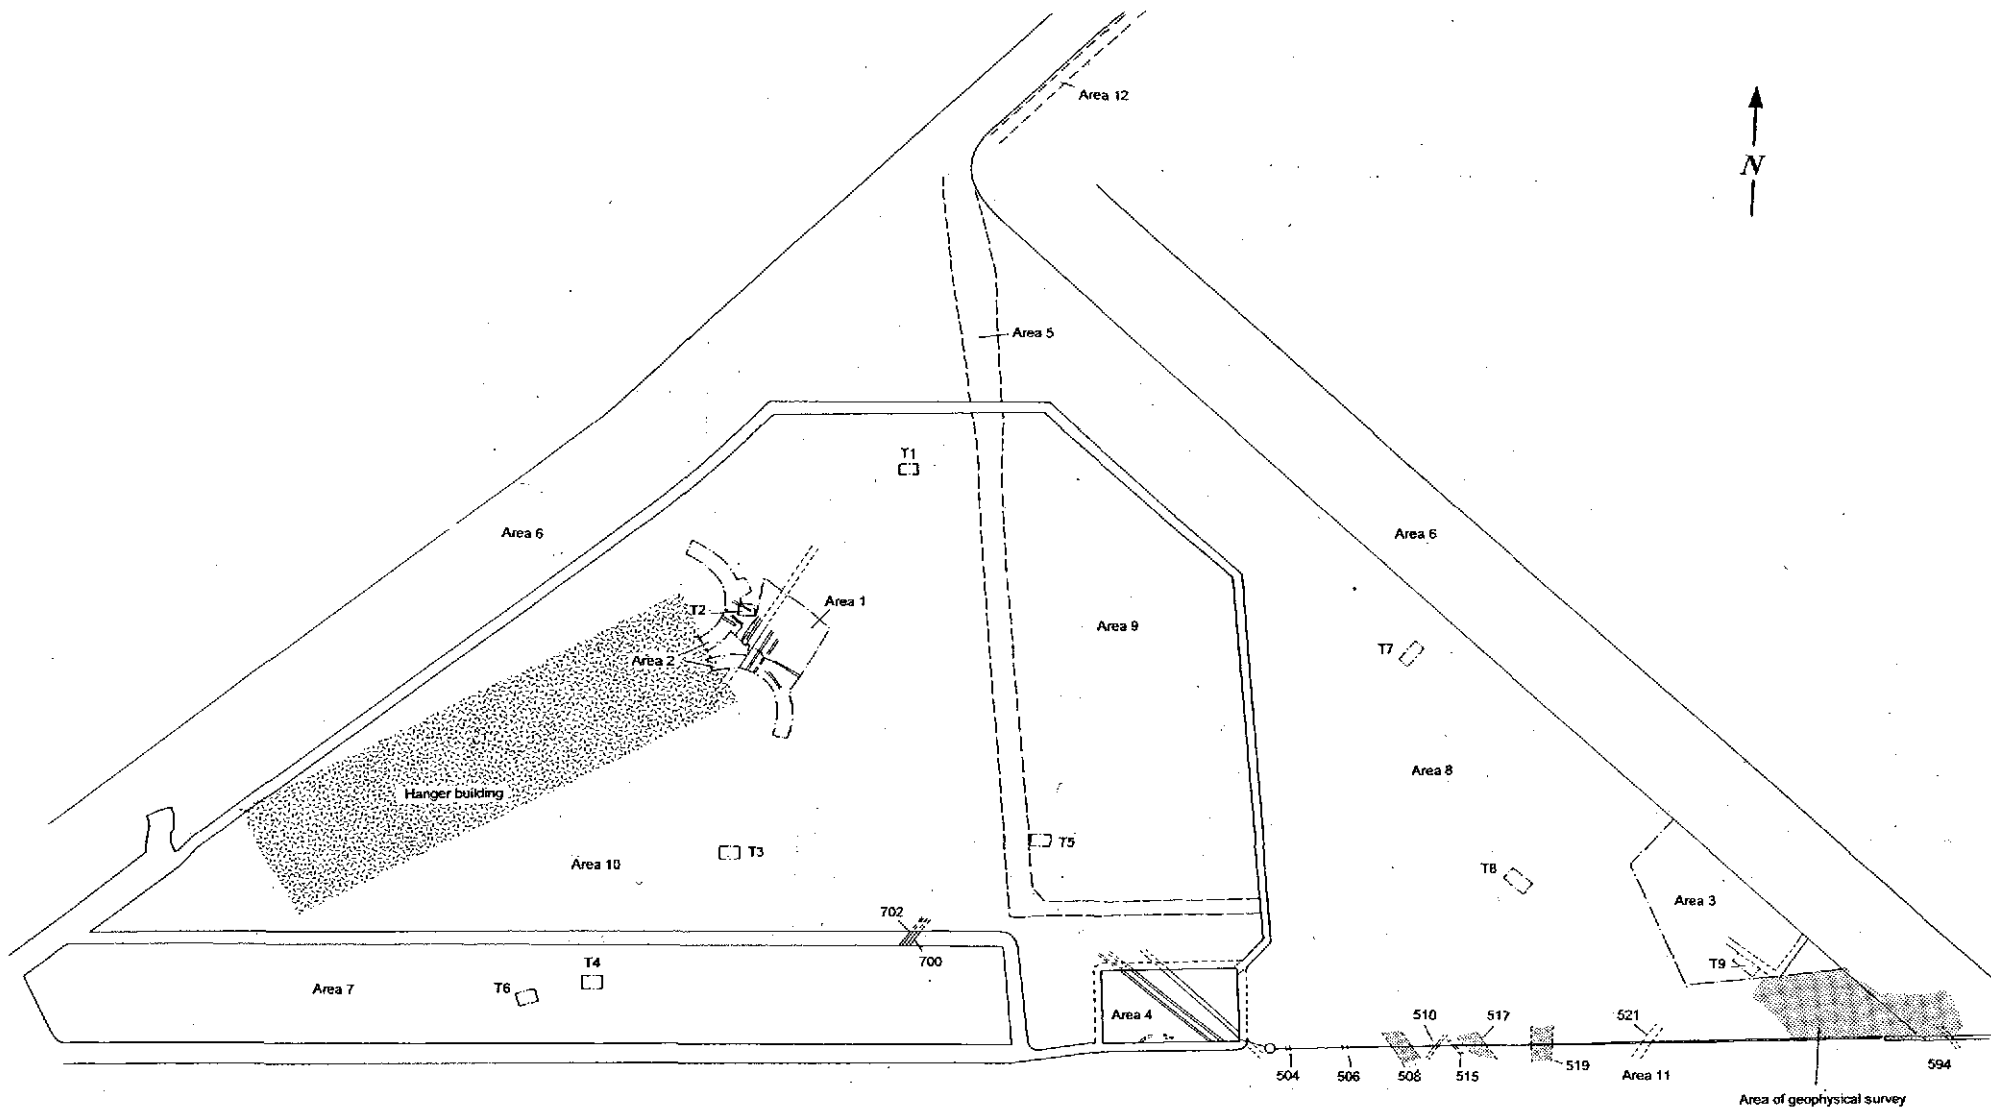 Area 12
N
Area 5
T1
Area 6
Area 6
T2
Area 1
Area 2
Area 9
T7
Area 8
Hanger building
T3
T5
Area 10
T8
Area 3
702
700
T9
T4
T6
Area 7
Area 4
510
517
521
504
506
508
515
519
Area 11
594
Area of geophysical survey